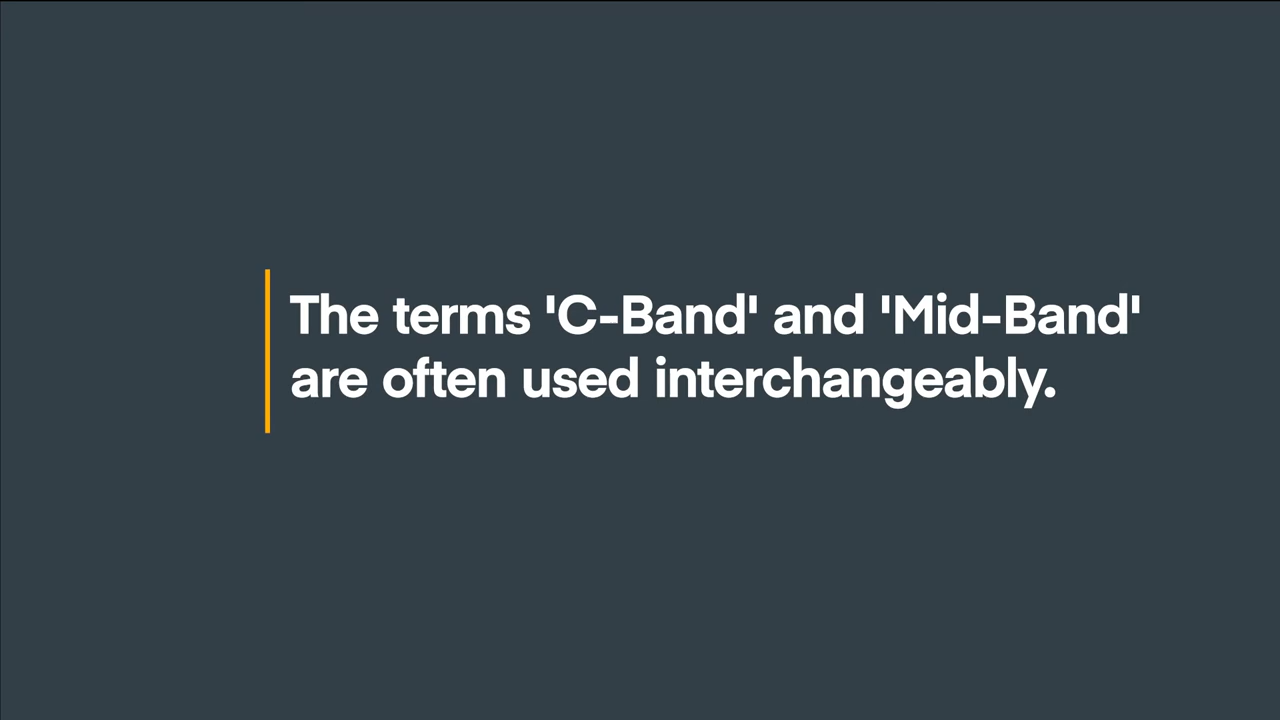 The terms 'C-Band' and 'Mid-Band'
are often used interchangeably.